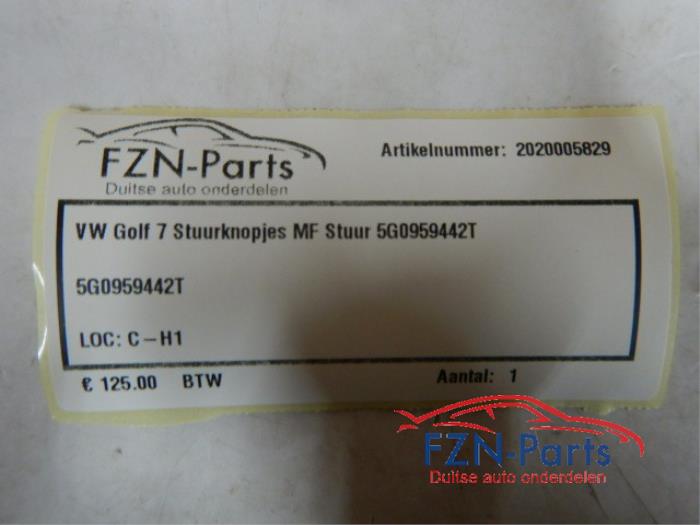 FZN-Parts
Duitse auto onderdelen
Artikelnummer: 2020005829
VW Golf 7 Stuurknopjes MF Stuur 5G0959442T
5G0959442T
LOC: C-H1
€ 125.00 BTW
Aantal: 1
FZN-Parts
Duitse auto onderdelen